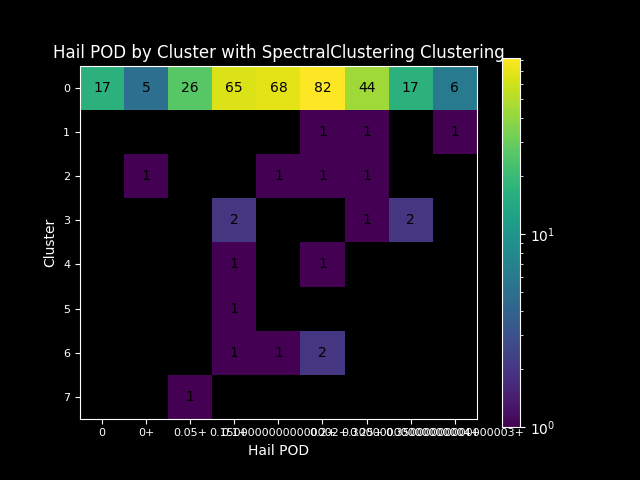 Hail POD by Cluster with SpectralClustering Clustering
0 17 5 26 65 68 82 44 17 6
1 1 1 1
2 1 1 1 1
3 2 1 2
4 1 1
5 1
6 1 1 2
7 1
0 0+ 0.05+
Cluster
Hail POD
10¹
10⁰